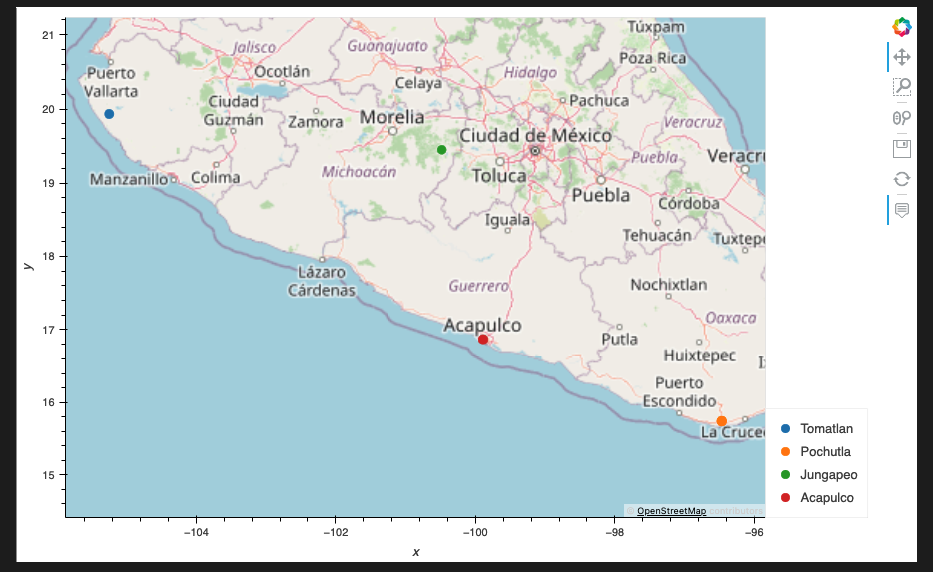 21
20
19
18
17
16
15
y
Túxpam
Jalisco
Guanajuato
Poza Rica
Puerto
Vallarta
Ocotlán
Celaya
Hidalgo
Ciudad
Guzmán
Zamora
Morelia
Pachuca
Ciudad de México
Veracruz
Manzanillo
Colima
Michoacán
Toluca
Puebla
Veracru
Puebla
Córdoba
Iguala
Tehuacán
Tuxtepe
Lázaro
Cárdenas
Guerrero
Nochixtlan
Acapulco
Oaxaca
Putla
Huixtepec
Puerto
Escondido
La Cruce
Tomatlan
Pochutla
Jungapeo
Acapulco
© OpenStreetMap contributors
−104
−102
−100
−98
−96
x